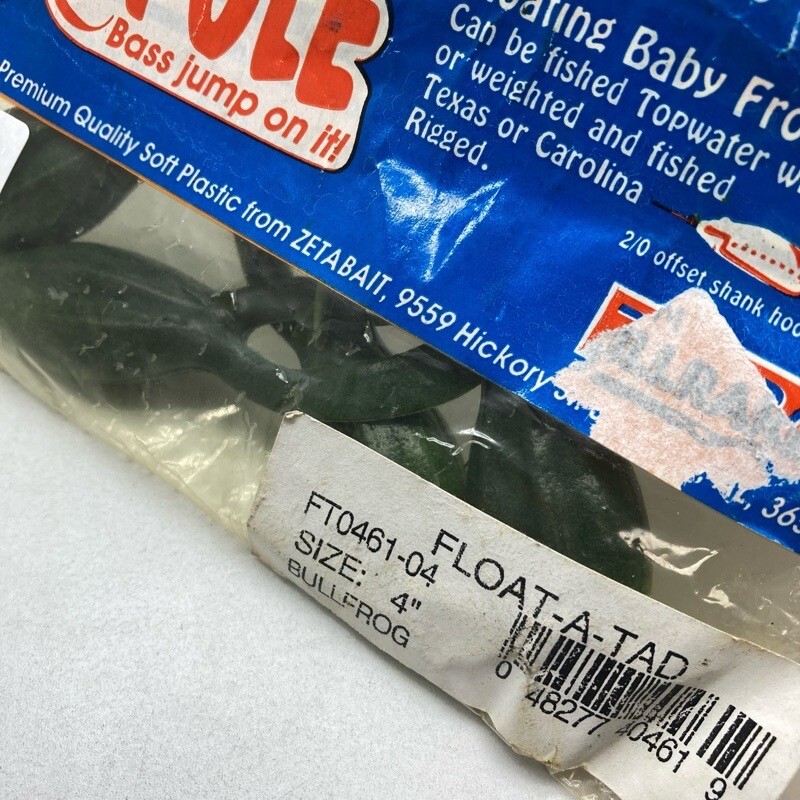 Bass jump on it!
Floating Baby Fro
Can be fished Topwater w
or weighted and fished
Texas or Carolina
Rigged.
2/0 offset shank hoo
Premium Quality Soft Plastic from ZETABAIT, 9559 Hickory
FLOAT-A-TAD
FT0461-04
SIZE: 4"
BULLFROG
0 48277 40461 9